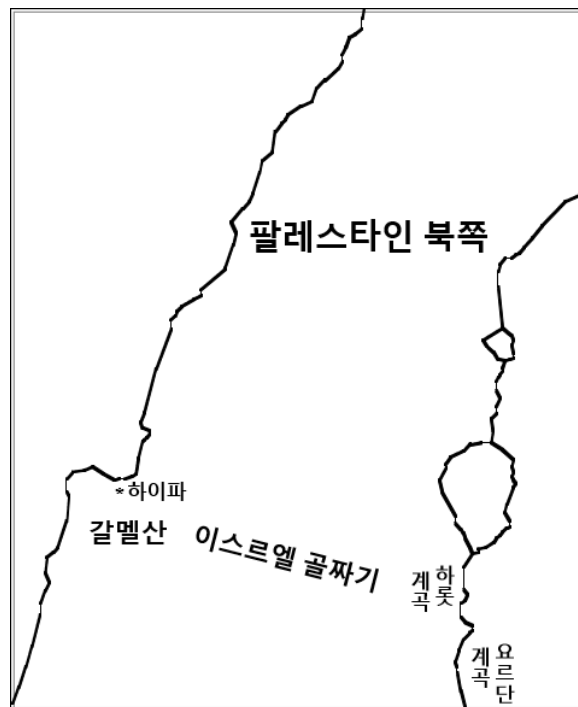 팔레스타인 북쪽
*하이파
갈멜산
이스르엘 골짜기
하롯
계곡
요르단
계곡